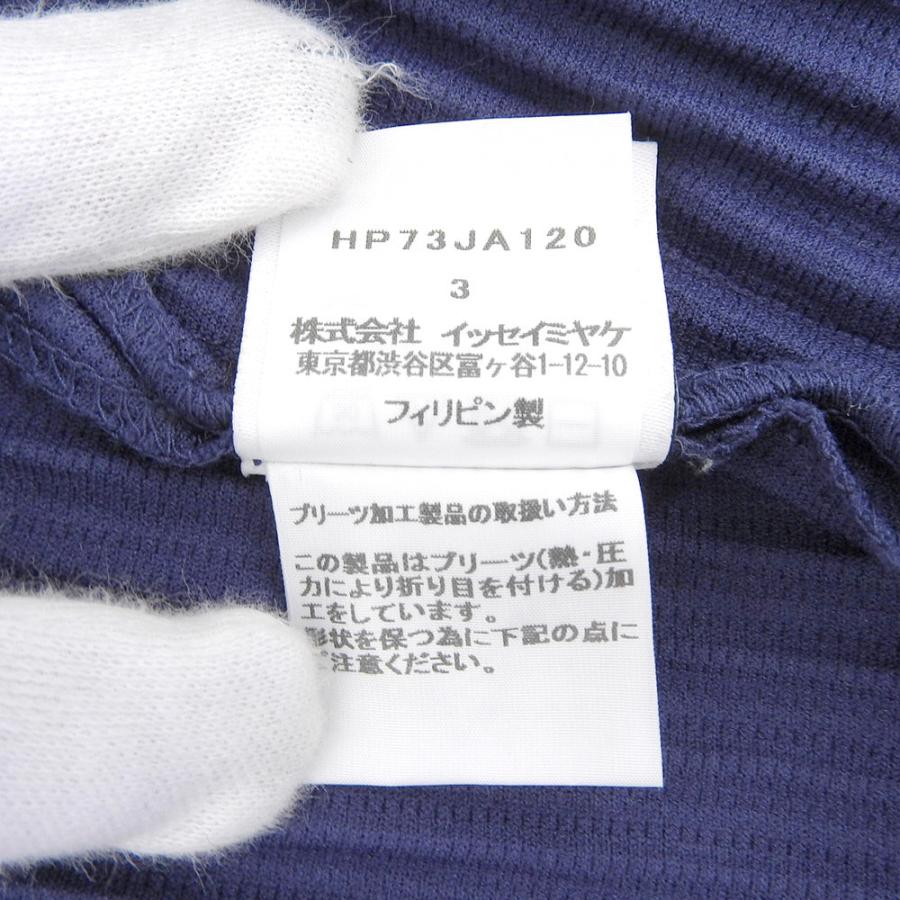 HP73JA120
3
株式会社 イッセイミヤケ
東京都渋谷区富ヶ谷1-12-10
フィリピン製
プリーツ加工製品の取扱い方法
この製品はプリーツ(熱・圧
力により折り目を付ける)加
工をしています。
形状を保つ為に下記の点に
ご注意ください。